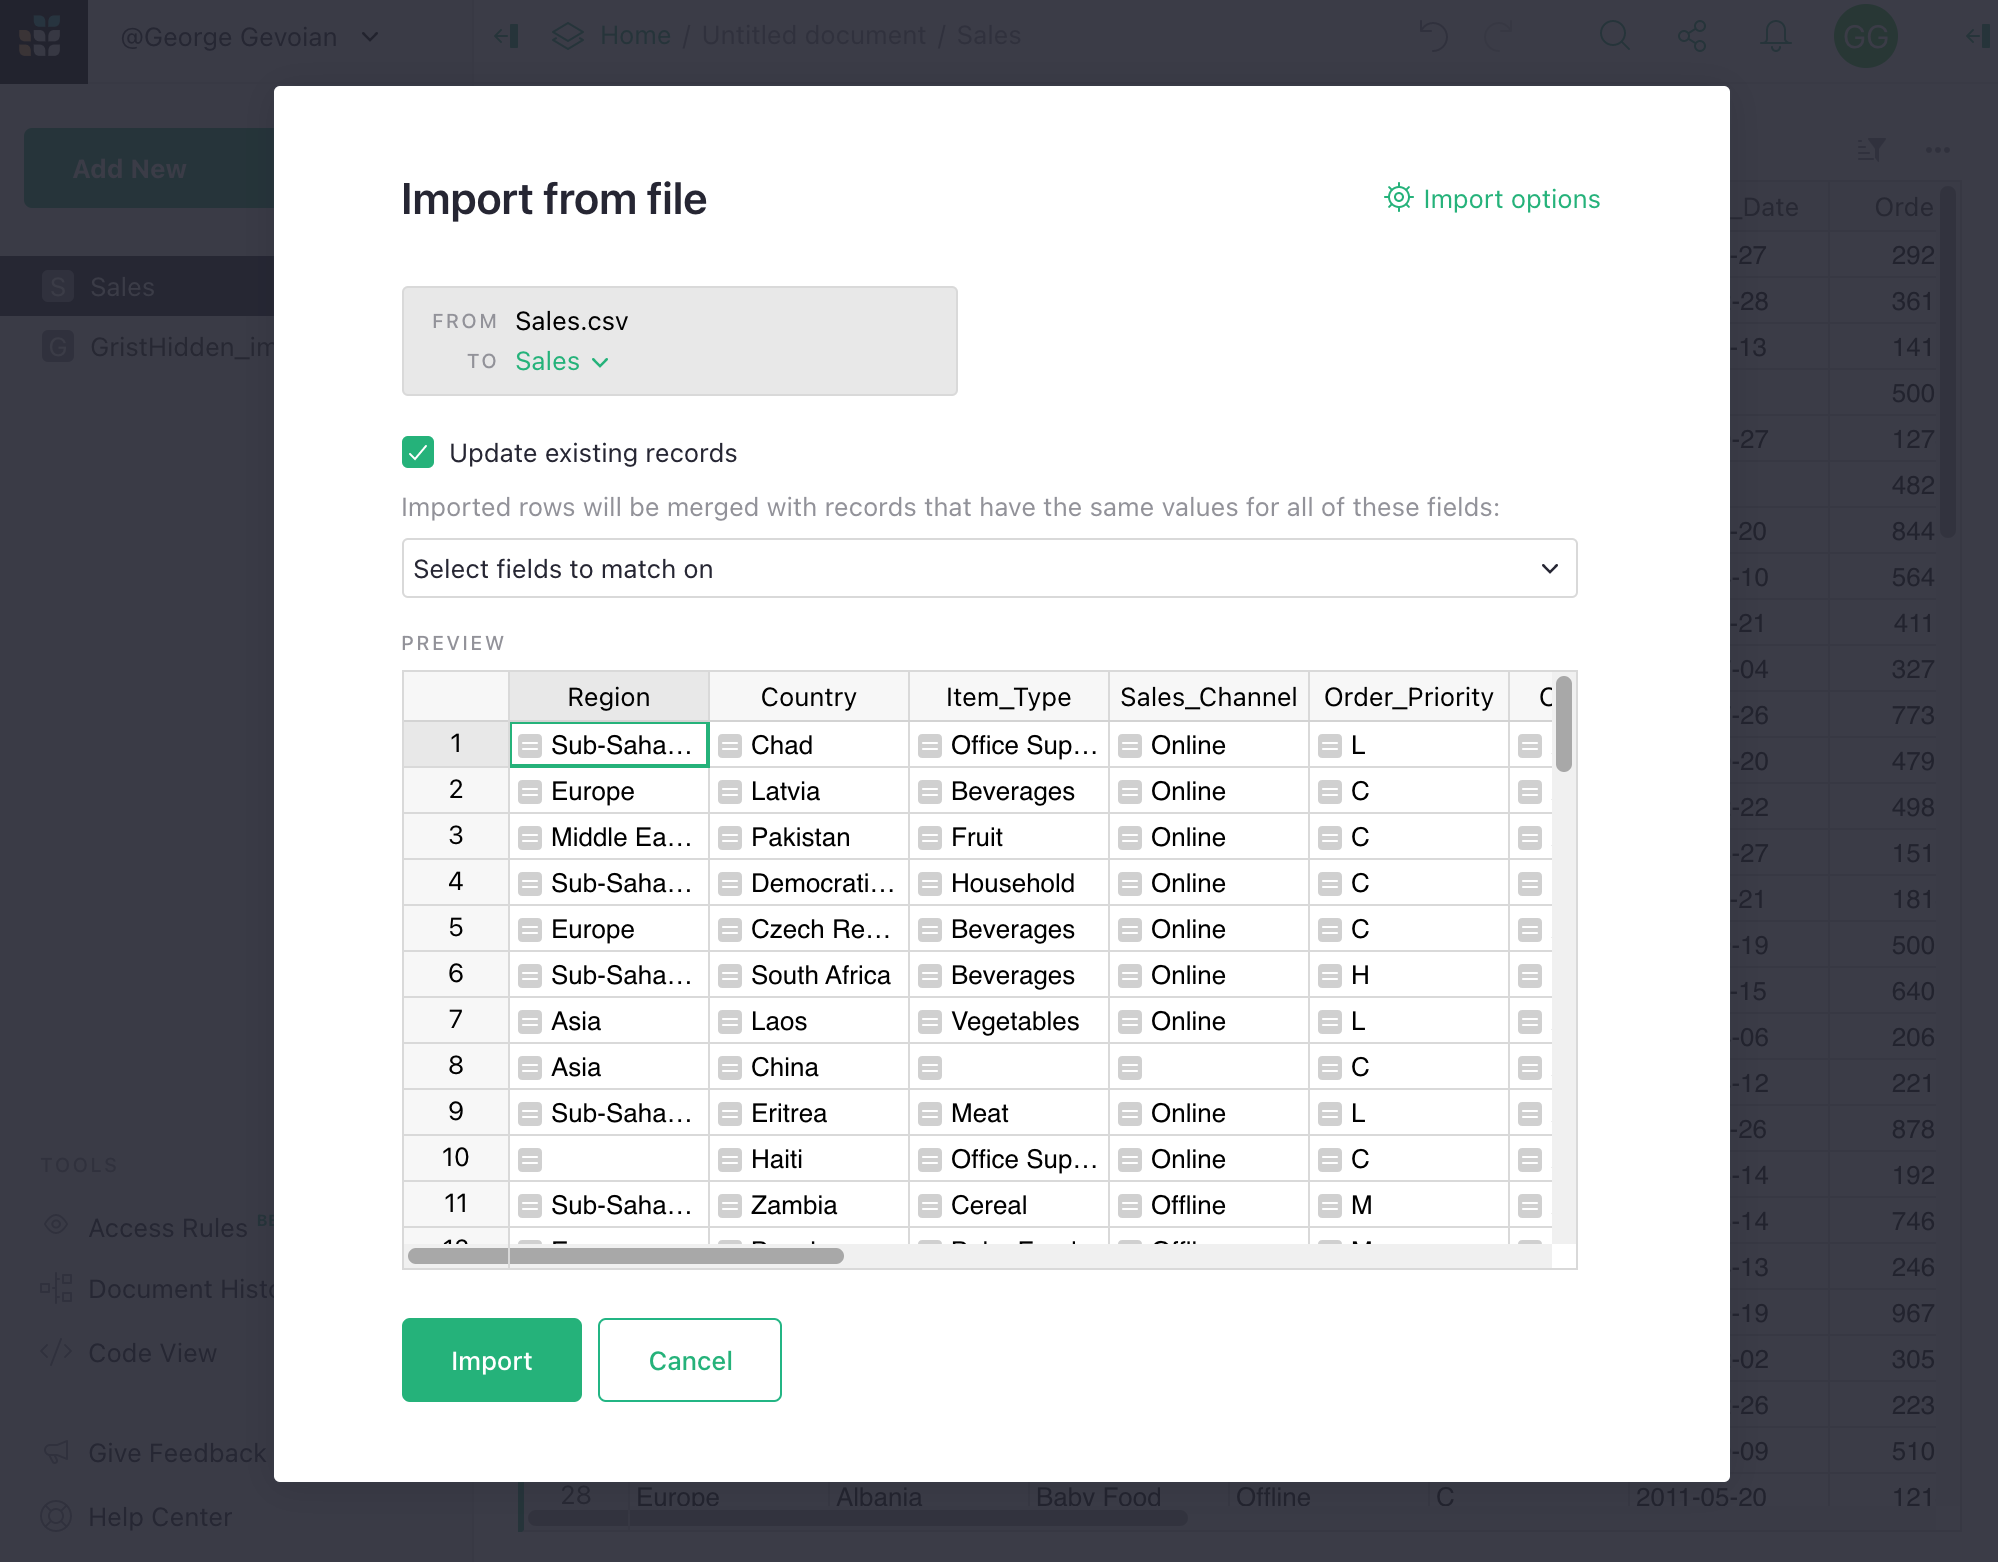 @George Gevoian
Home / Untitled document / Sales
GG
Add New
S Sales
G GristHidden_im
TOOLS
Access Rules
Document Histo
Code View
Give Feedback
Help Center
Import from file
Import options
FROM Sales.csv
TO Sales
Update existing records
Imported rows will be merged with records that have the same values for all of these fields:
Select fields to match on
PREVIEW
Region Country Item_Type Sales_Channel Order_Priority
1 Sub-Saha... Chad Office Sup... Online L
2 Europe Latvia Beverages Online C
3 Middle Ea... Pakistan Fruit Online C
4 Sub-Saha... Democrati... Household Online C
5 Europe Czech Re... Beverages Online C
6 Sub-Saha... South Africa Beverages Online H
7 Asia Laos Vegetables Online L
8 Asia China C
9 Sub-Saha... Eritrea Meat Online L
10 Haiti Office Sup... Online C
11 Sub-Saha... Zambia Cereal Offline M
Import
Cancel
_Date Orde
-27 292
-28 361
-13 141
500
-27 127
482
-20 844
-10 564
-21 411
-04 327
-26 773
-20 479
-22 498
-27 151
-21 181
-19 500
-15 640
-06 206
-12 221
-26 878
-14 192
-14 746
-13 246
-19 967
-02 305
-26 223
-09 510
28 Europe Albania Baby Food Offline C 2011-05-20 121